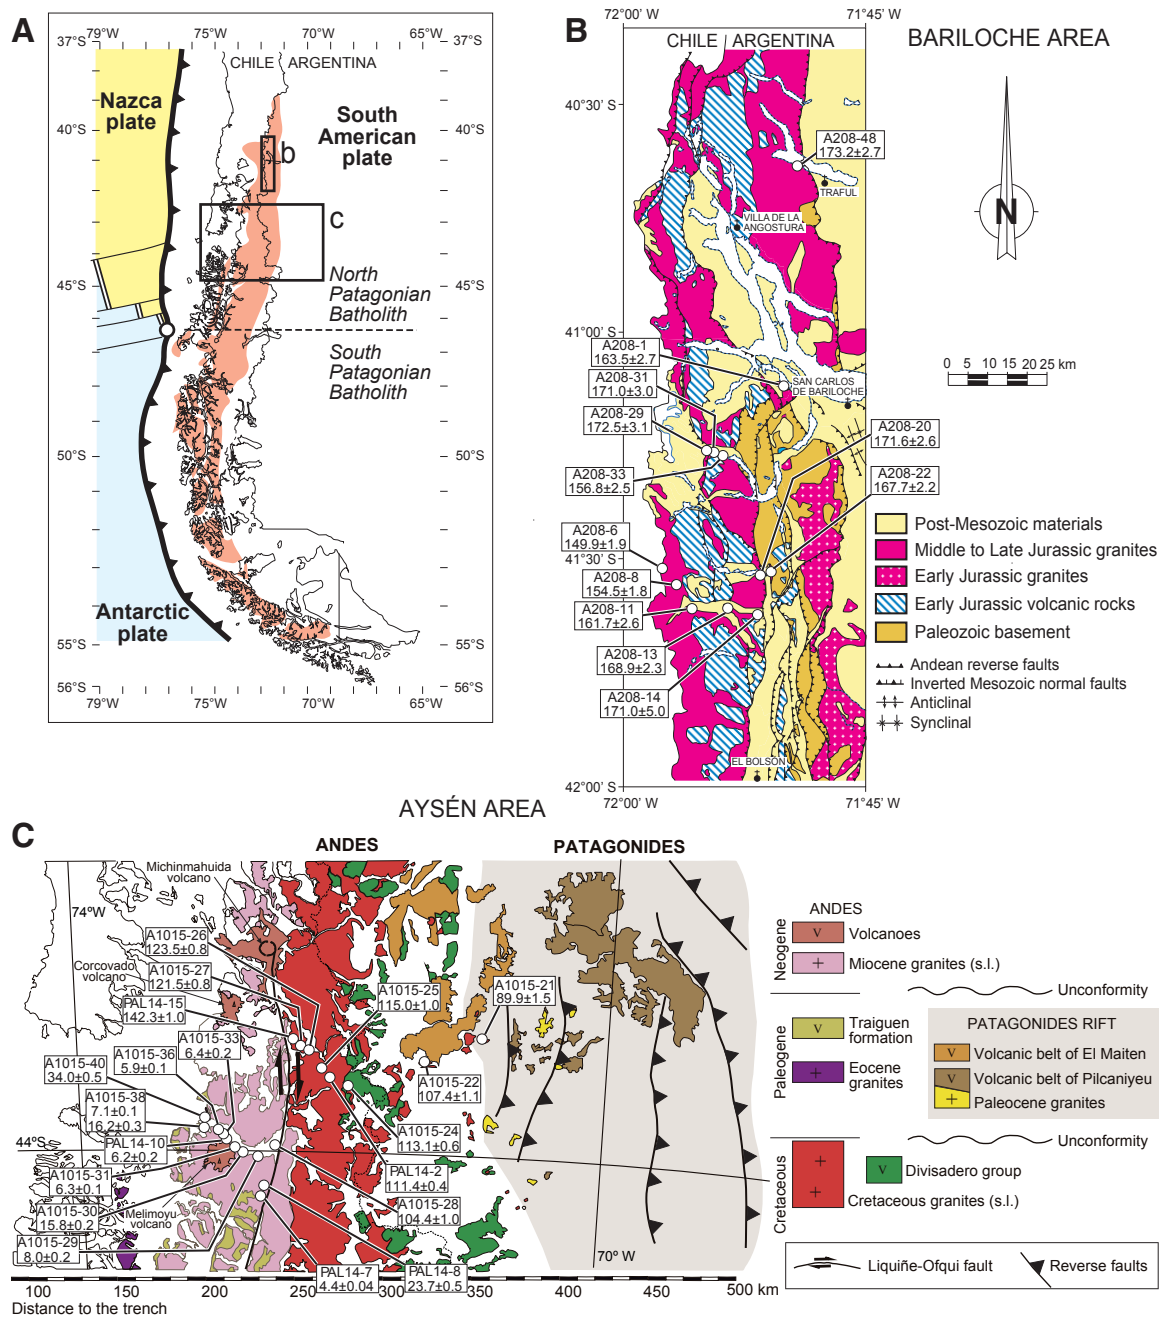 A
79°W
75°W
70°W
65°W
37°S
37°S
CHILE
ARGENTINA
Nazca
plate
South
American
plate
40°S
40°S
b
c
45°S
45°S
North
Patagonian
Batholith
South
Patagonian
Batholith
50°S
50°S
Antarctic
plate
55°S
55°S
56°S
56°S
79°W
75°W
70°W
65°W
B
BARILOCHE AREA
72°00' W
71°45' W
CHILE
ARGENTINA
40°30' S
A208-48
173.2±2.7
TRAFUL
VILLA DE LA
ANGOSTURA
N
41°00' S
A208-1
163.5±2.7
A208-31
171.0±3.0
SAN CARLOS
DE BARILOCHE
0 5 10 15 20 25 km
A208-29
172.5±3.1
A208-20
171.6±2.6
A208-33
156.8±2.5
A208-22
167.7±2.2
A208-6
149.9±1.9
41°30' S
A208-8
154.5±1.8
A208-11
161.7±2.6
A208-13
168.9±2.3
A208-14
171.0±5.0
EL BOLSON
42°00' S
72°00' W
71°45' W
Post-Mesozoic materials
Middle to Late Jurassic granites
Early Jurassic granites
Early Jurassic volcanic rocks
Paleozoic basement
Andean reverse faults
Inverted Mesozoic normal faults
Anticlinal
Synclinal
AYSÉN AREA
C
ANDES
PATAGONIDES
Michinmahuida
volcano
74°W
A1015-26
123.5±0.8
Corcovado
volcano
A1015-27
121.5±0.8
A1015-25
115.0±1.0
A1015-21
89.9±1.5
PAL14-15
142.3±1.0
A1015-33
6.4±0.2
A1015-36
5.9±0.1
A1015-40
34.0±0.5
A1015-22
107.4±1.1
A1015-38
7.1±0.1
16.2±0.3
A1015-24
113.1±0.6
44°S
PAL14-10
6.2±0.2
PAL14-2
111.4±0.4
A1015-31
6.3±0.1
A1015-28
104.4±1.0
A1015-30
15.8±0.2
Melimoyu
volcano
A1015-29
8.0±0.2
70° W
PAL14-7
4.4±0.04
PAL14-8
23.7±0.5
100 150 200 250 300 350 400 450 500 km
Distance to the trench
ANDES
Neogene
V
Volcanoes
+
Miocene granites (s.l.)
Unconformity
Paleogene
V
Traiguen
formation
+
Eocene
granites
PATAGONIDES RIFT
V
Volcanic belt of El Maiten
V
Volcanic belt of Pilcaniyeu
+
Paleocene granites
Unconformity
Cretaceous
+
+
V
Divisadero group
Cretaceous granites (s.l.)
Liquiñe-Ofqui fault
Reverse faults